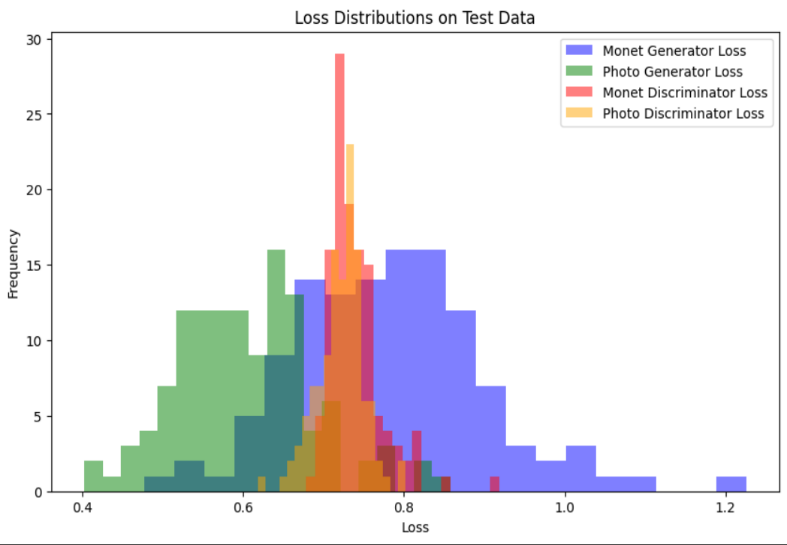 Loss Distributions on Test Data
Monet Generator Loss
Photo Generator Loss
Monet Discriminator Loss
Photo Discriminator Loss
Frequency
30
25
20
15
10
5
0
0.4 0.6 0.8 1.0 1.2
Loss